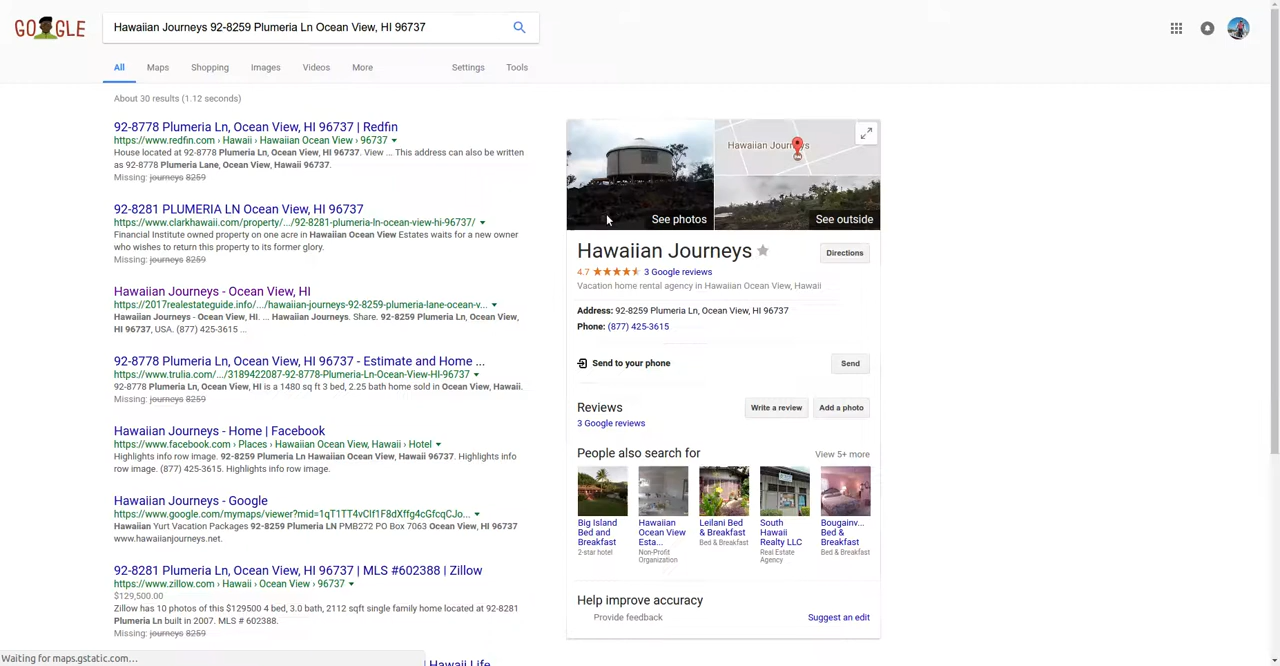 GOOGLE
Hawaiian Journeys 92-8259 Plumeria Ln Ocean View, HI 96737
All Maps Shopping Images Videos More Settings Tools
About 30 results (1.12 seconds)
92-8778 Plumeria Ln, Ocean View, HI 96737 | Redfin
https://www.redfin.com › Hawaii › Hawaiian Ocean View › 96737
House located at 92-8778 Plumeria Ln, Ocean View, HI 96737. View ... This address can also be written
as 92-8778 Plumeria Lane, Ocean View, Hawaii 96737.
Missing: journeys 8259
92-8281 PLUMERIA LN Ocean View, HI 96737
https://www.clarkhawaii.com/property/.../92-8281-plumeria-ln-ocean-view-hi-96737/
Financial Institute owned property on one acre in Hawaiian Ocean View Estates waits for a new owner
who wishes to return this property to its former glory.
Missing: journeys 8259
Hawaiian Journeys - Ocean View, HI
https://2017realestateguide.info/.../hawaiian-journeys-92-8259-plumeria-lane-ocean-v...
Hawaiian Journeys - Ocean View, HI. ... Hawaiian Journeys. Share. 92-8259 Plumeria Ln, Ocean View,
HI 96737, USA. (877) 425-3615 ...
92-8778 Plumeria Ln, Ocean View, HI 96737 - Estimate and Home ...
https://www.trulia.com/.../3189422087-92-8778-Plumeria-Ln-Ocean-View-HI-96737
92-8778 Plumeria Ln, Ocean View, HI is a 1480 sq ft 3 bed, 2.25 bath home sold in Ocean View, Hawaii.
Missing: journeys 8259
Hawaiian Journeys - Home | Facebook
https://www.facebook.com › Places › Hawaiian Ocean View, Hawaii › Hotel
Highlights info row image. 92-8259 Plumeria Ln Hawaiian Ocean View, Hawaii 96737. Highlights info
row image. (877) 425-3615. Highlights info row image.
Hawaiian Journeys - Google
https://www.google.com/mymaps/viewer?mid=1qT1TT4vClf1F8dXffg4cGfcqCJo...
Hawaiian Yurt Vacation Packages 92-8259 Plumeria LN PMB272 PO Box 7063 Ocean View, HI 96737
www.hawaiianjourneys.net.
92-8281 Plumeria Ln, Ocean View, HI 96737 | MLS #602388 | Zillow
https://www.zillow.com › Hawaii › Ocean View › 96737
$129,500.00
Zillow has 10 photos of this $129500 4 bed, 3.0 bath, 2112 sqft single family home located at 92-8281
Plumeria Ln built in 2007. MLS # 602388.
Missing: journeys 8259
Hawaii Life
Waiting for maps.gstatic.com...
See photos
See outside
Hawaiian Journeys
Directions
4.7 3 Google reviews
Vacation home rental agency in Hawaiian Ocean View, Hawaii
Address: 92-8259 Plumeria Ln, Ocean View, HI 96737
Phone: (877) 425-3615
Send to your phone Send
Reviews Write a review Add a photo
3 Google reviews
People also search for View 5+ more
Big Island
Bed and
Breakfast
2-star hotel
Hawaiian
Ocean View
Esta...
Non-Profit
Organization
Leilani Bed
& Breakfast
Bed & Breakfast
South
Hawaii
Realty LLC
Real Estate
Agency
Bougainv...
Bed &
Breakfast
Bed & Breakfast
Help improve accuracy
Provide feedback Suggest an edit